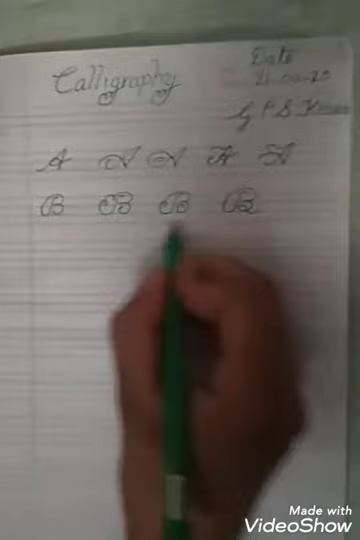 Calligraphy
Date
A A A A A
B B B B
Made with
VideoShow